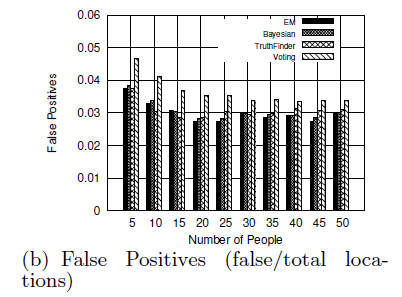 0.06
0.05
0.04
0.03
0.02
0.01
0
False Positives
EM
Bayesian
TruthFinder
Voting
5 10 15 20 25 30 35 40 45 50
Number of People
(b) False Positives (false/total loca-
tions)